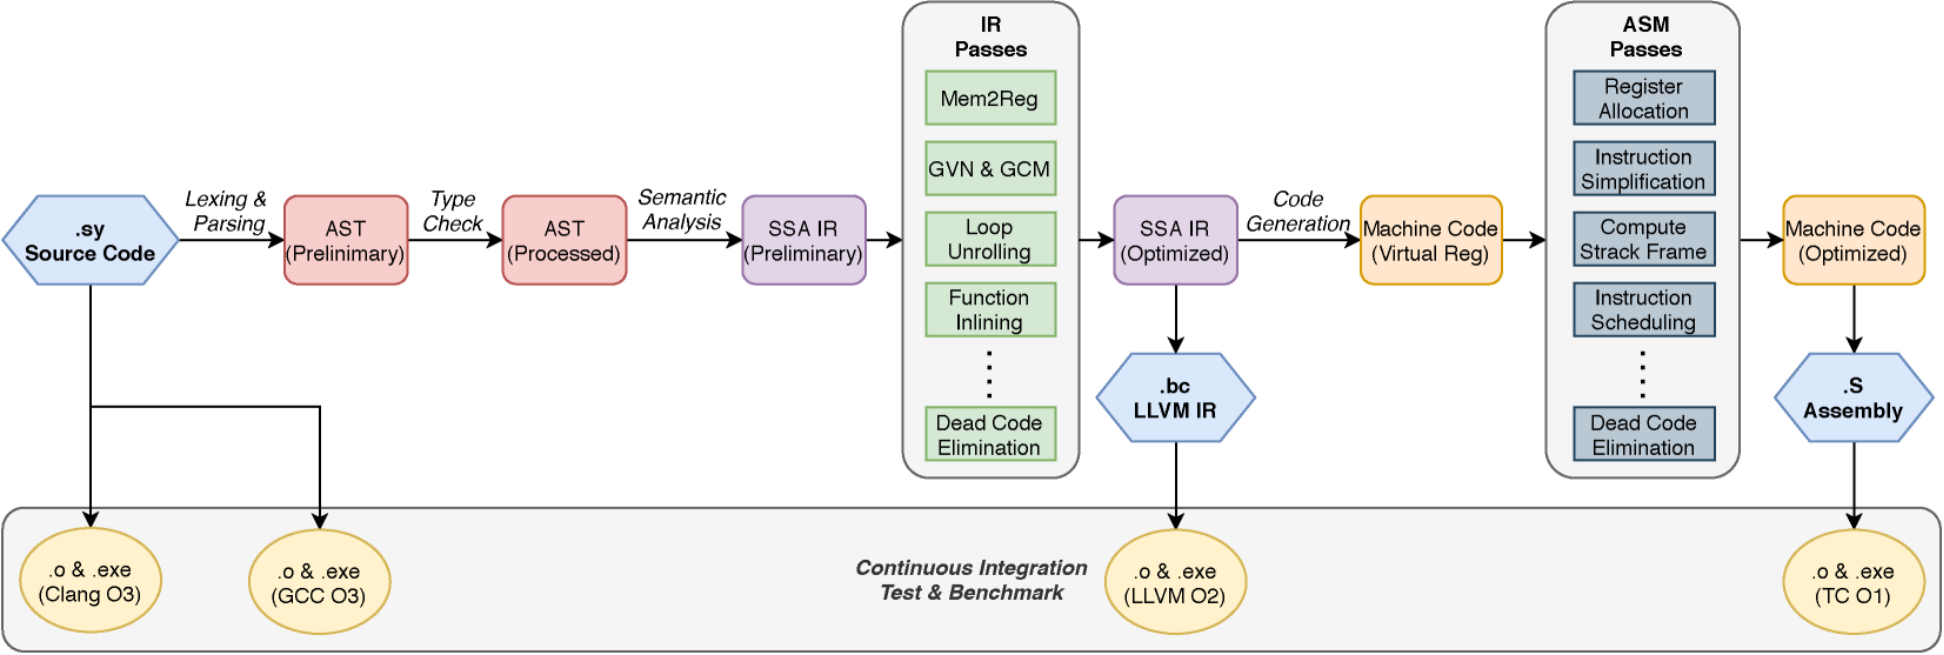 .sy
Source Code
Lexing &
Parsing
AST
(Prelinimary)
Type
Check
AST
(Processed)
Semantic
Analysis
SSA IR
(Preliminary)
IR
Passes
Mem2Reg
GVN & GCM
Loop
Unrolling
Function
Inlining
Dead Code
Elimination
SSA IR
(Optimized)
Code
Generation
Machine Code
(Virtual Reg)
ASM
Passes
Register
Allocation
Instruction
Simplification
Compute
Strack Frame
Instruction
Scheduling
Dead Code
Elimination
Machine Code
(Optimized)
.bc
LLVM IR
.S
Assembly
.o & .exe
(Clang O3)
.o & .exe
(GCC O3)
Continuous Integration
Test & Benchmark
.o & .exe
(LLVM O2)
.o & .exe
(TC O1)